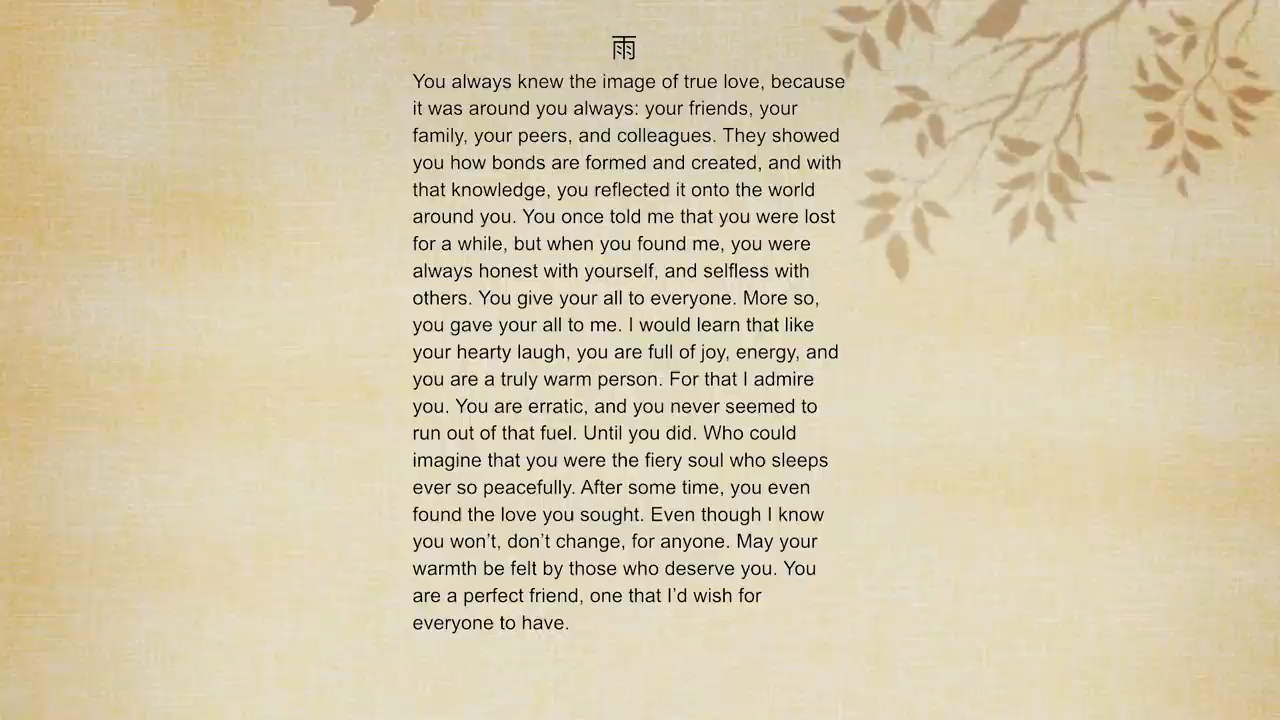 雨
You always knew the image of true love, because
it was around you always: your friends, your
family, your peers, and colleagues. They showed
you how bonds are formed and created, and with
that knowledge, you reflected it onto the world
around you. You once told me that you were lost
for a while, but when you found me, you were
always honest with yourself, and selfless with
others. You give your all to everyone. More so,
you gave your all to me. I would learn that like
your hearty laugh, you are full of joy, energy, and
you are a truly warm person. For that I admire
you. You are erratic, and you never seemed to
run out of that fuel. Until you did. Who could
imagine that you were the fiery soul who sleeps
ever so peacefully. After some time, you even
found the love you sought. Even though I know
you won’t, don’t change, for anyone. May your
warmth be felt by those who deserve you. You
are a perfect friend, one that I’d wish for
everyone to have.